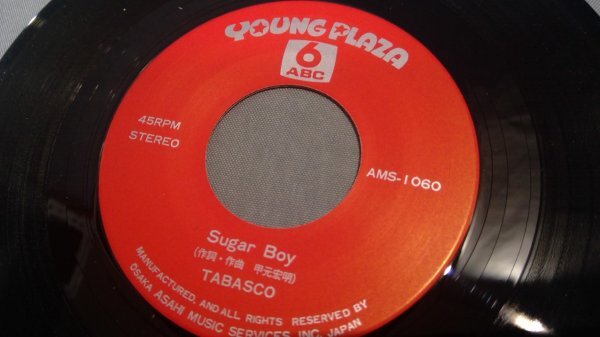 YOUNG PLAZA
6
ABC
45RPM
STEREO
AMS-1060
Sugar Boy
(作詞・作曲 甲元宏明)
TABASCO
MANUFACTURED, AND ALL RIGHTS RESERVED BY
OSAKA ASAHI MUSIC SERVICES, INC. JAPAN